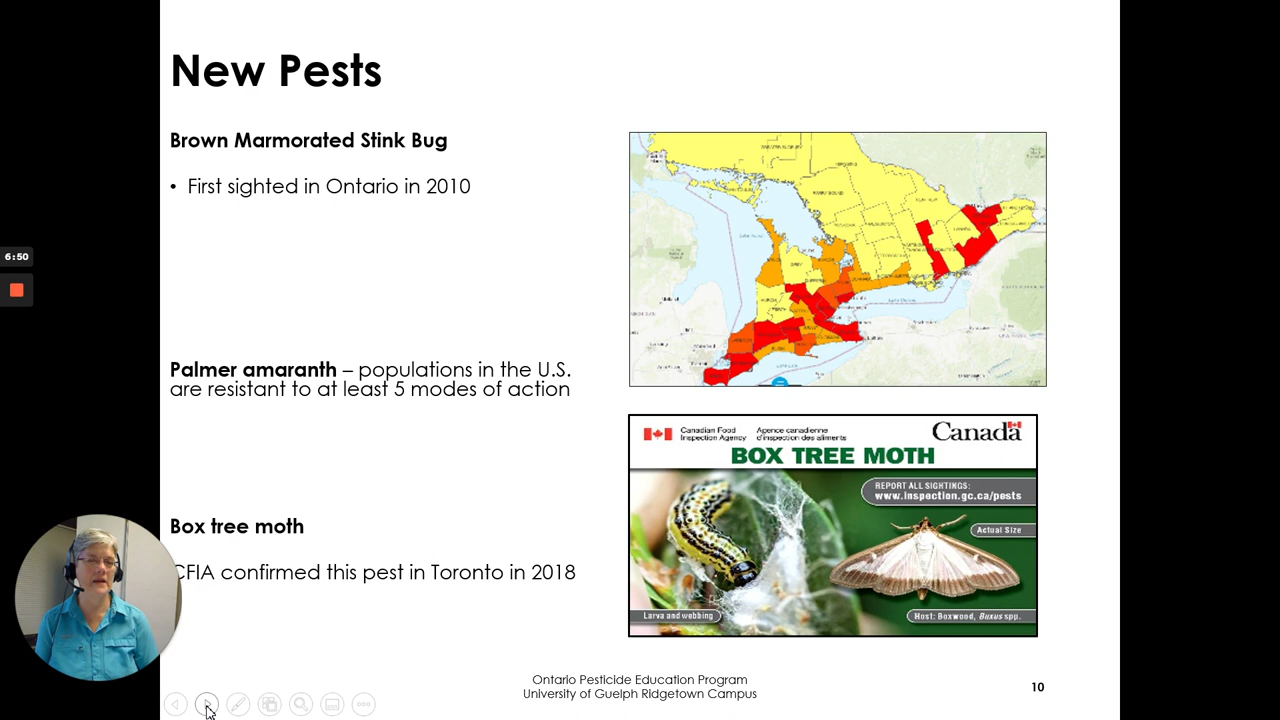 New Pests
Brown Marmorated Stink Bug
• First sighted in Ontario in 2010
6:50
Palmer amaranth – populations in the U.S.
are resistant to at least 5 modes of action
Canadian Food
Inspection Agency
Agence canadienne
d'inspection des aliments
Canada
BOX TREE MOTH
REPORT ALL SIGHTINGS:
www.inspection.gc.ca/pests
Actual Size
Larva and webbing
Host: Boxwood, Buxus spp.
Box tree moth
CFIA confirmed this pest in Toronto in 2018
Ontario Pesticide Education Program
University of Guelph Ridgetown Campus
10